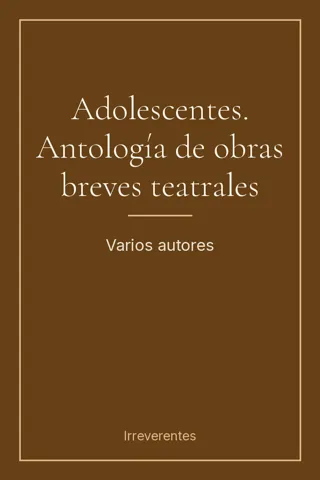 Adolescentes.
Antología de obras
breves teatrales
Varios autores
Irreverentes